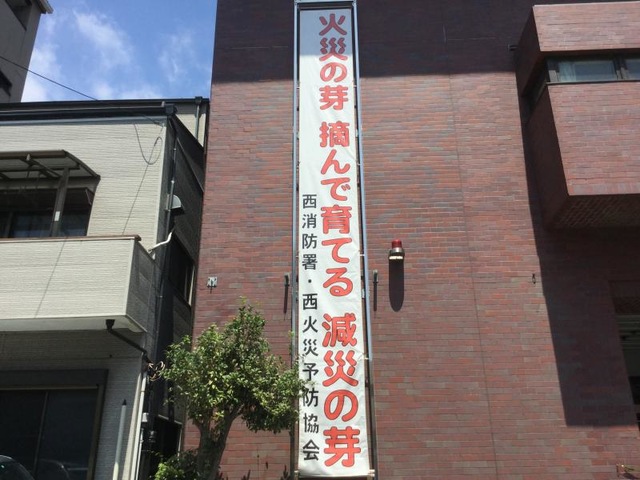 火災の芽 摘んで育てる 減災の芽
西消防署・西火災予防協会